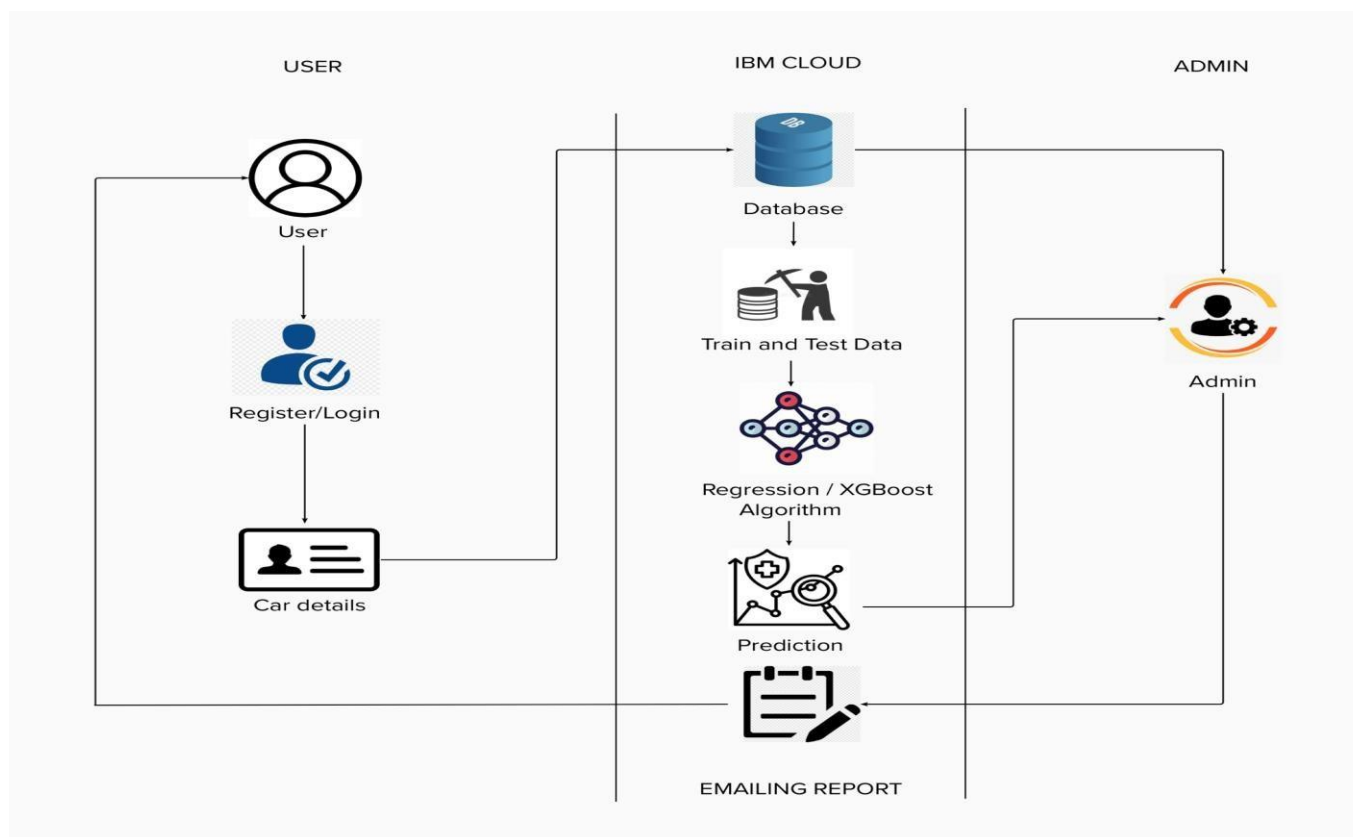 USER
IBM CLOUD
ADMIN
DB
Database
User
Train and Test Data
Admin
Register/Login
Regression / XGBoost
Algorithm
Car details
Prediction
EMAILING REPORT